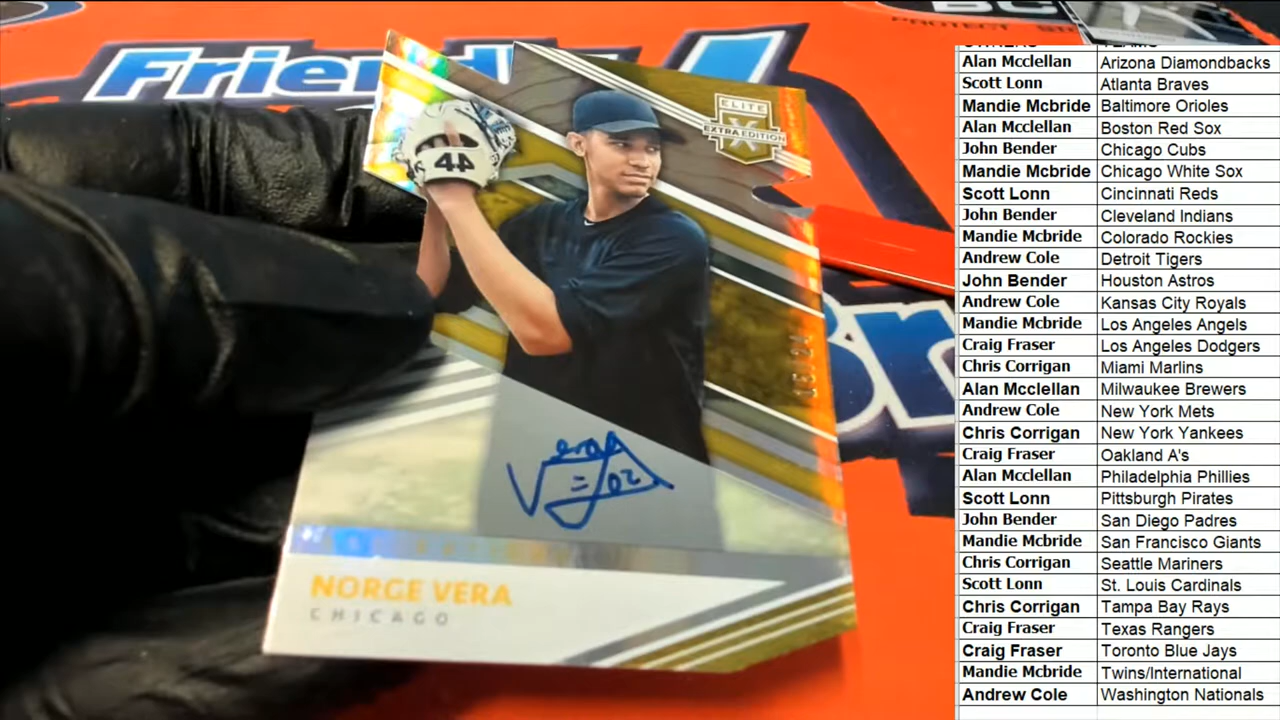 Friendly
PROTECT
44
ELITE
X
EXTRA EDITION
Vera
=02
NORGE VERA
CHICAGO
OWNERS TEAMS
Alan Mcclellan Arizona Diamondbacks
Scott Lonn Atlanta Braves
Mandie Mcbride Baltimore Orioles
Alan Mcclellan Boston Red Sox
John Bender Chicago Cubs
Mandie Mcbride Chicago White Sox
Scott Lonn Cincinnati Reds
John Bender Cleveland Indians
Mandie Mcbride Colorado Rockies
Andrew Cole Detroit Tigers
John Bender Houston Astros
Andrew Cole Kansas City Royals
Mandie Mcbride Los Angeles Angels
Craig Fraser Los Angeles Dodgers
Chris Corrigan Miami Marlins
Alan Mcclellan Milwaukee Brewers
Andrew Cole New York Mets
Chris Corrigan New York Yankees
Craig Fraser Oakland A's
Alan Mcclellan Philadelphia Phillies
Scott Lonn Pittsburgh Pirates
John Bender San Diego Padres
Mandie Mcbride San Francisco Giants
Chris Corrigan Seattle Mariners
Scott Lonn St. Louis Cardinals
Chris Corrigan Tampa Bay Rays
Craig Fraser Texas Rangers
Craig Fraser Toronto Blue Jays
Mandie Mcbride Twins/International
Andrew Cole Washington Nationals